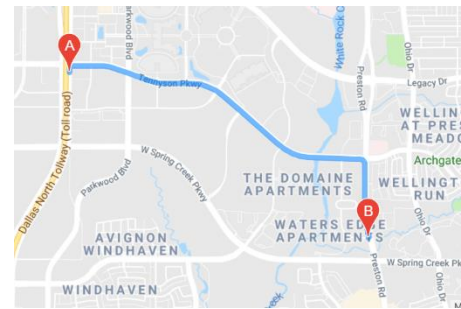 A
Parkwood Blvd
White Rock C
Ohio Dr
Ohio Dr
Tennyson Pkwy
Preston Rd
Legacy Dr
WELLIN
AT PRES
MEADO
Dallas North Tollway (Toll road)
W Spring Creek Pkwy
Archgate
Parkwood Blvd
THE DOMAINE
APARTMENTS
WELLINGT
RUN
B
WATERS EDGE
APARTMENTS
Ohio Dr
AVIGNON
WINDHAVEN
W Spring Creek Pk
Preston Rd
WINDHAVEN
M